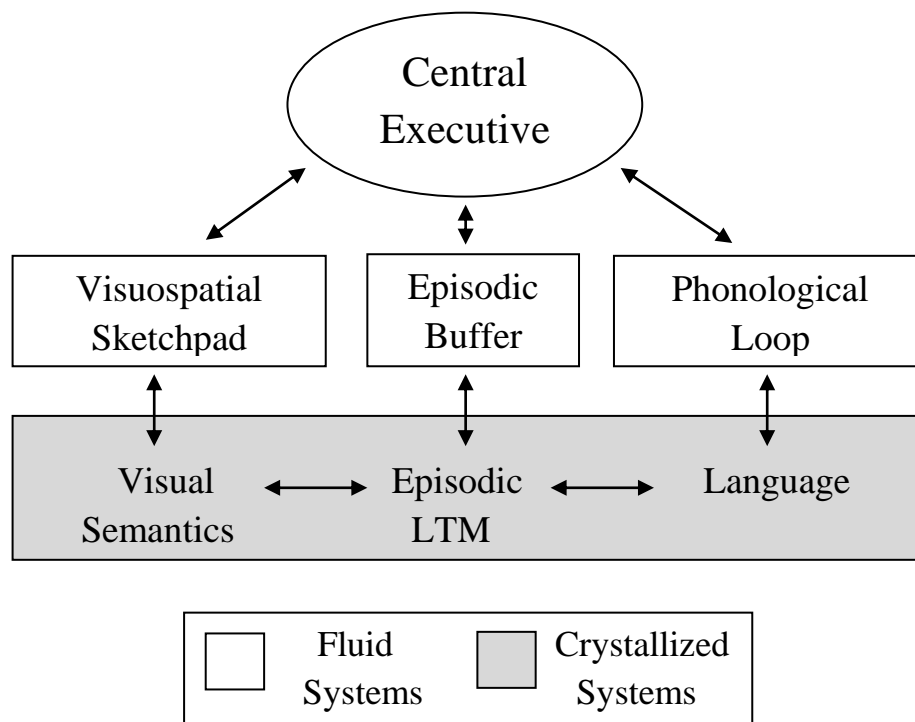 Central
Executive
Visuospatial
Sketchpad
Episodic
Buffer
Phonological
Loop
Visual
Semantics
Episodic
LTM
Language
Fluid
Systems
Crystallized
Systems